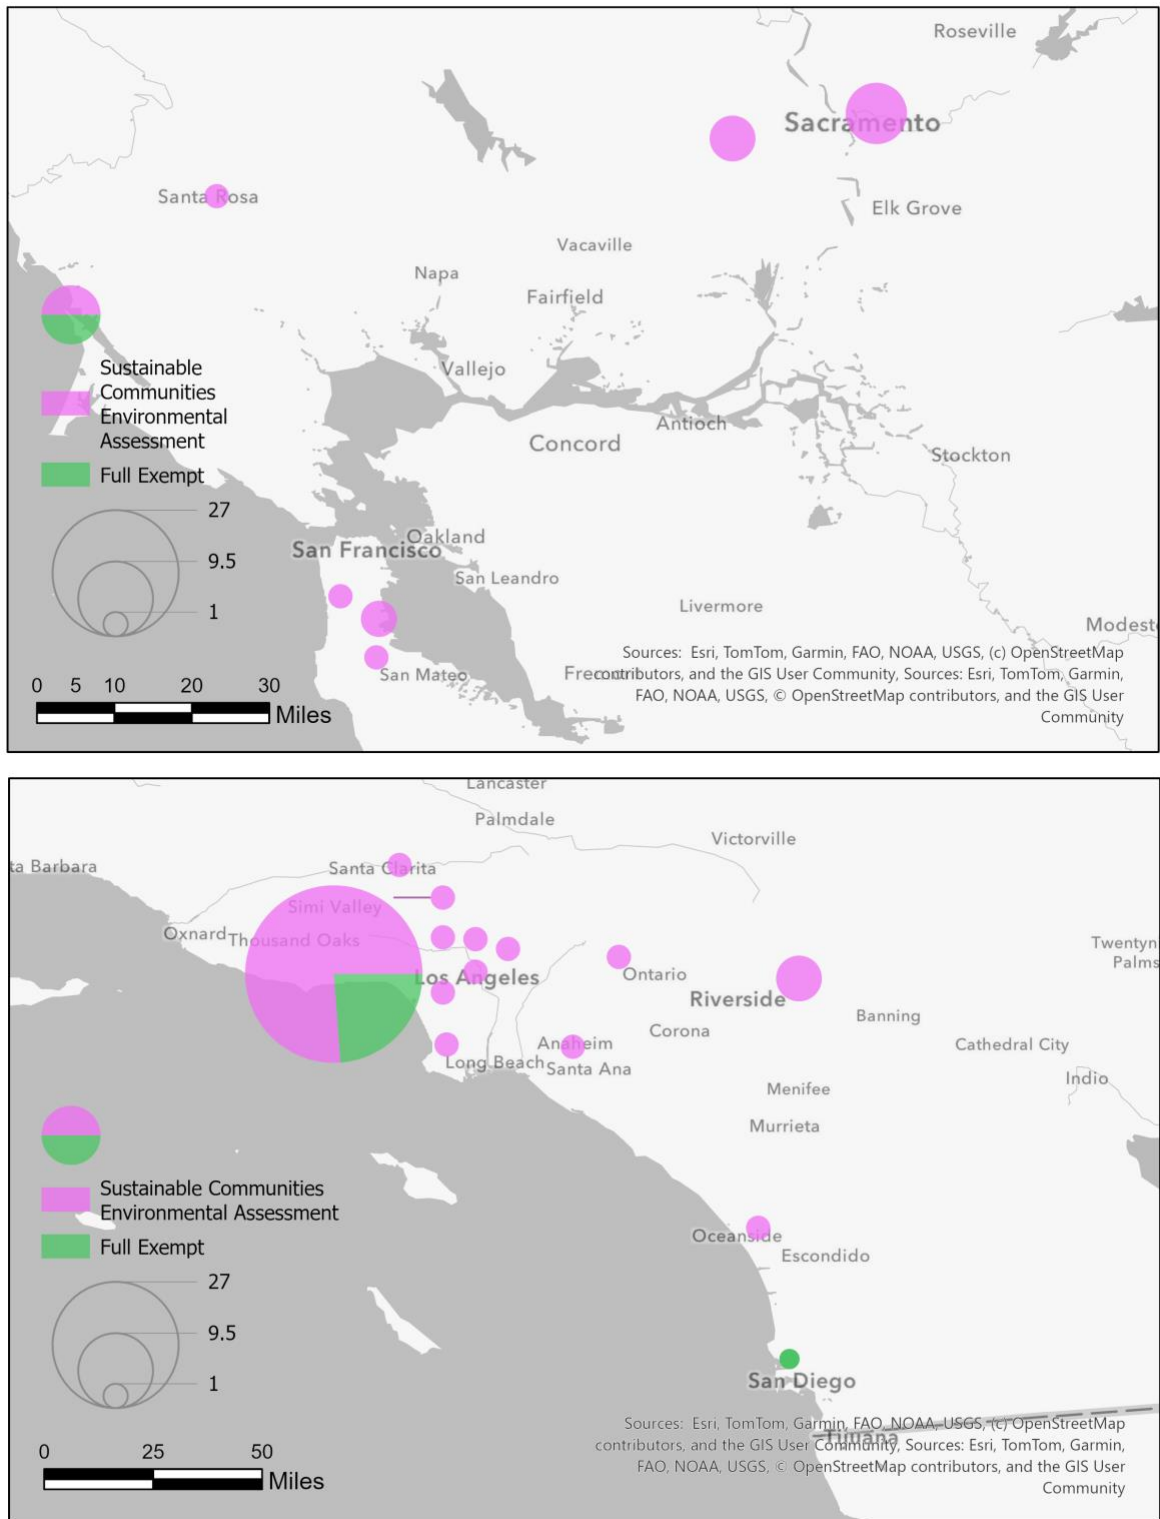 Roseville
Sacramento
Santa Rosa
Elk Grove
Vacaville
Napa
Fairfield
Sustainable
Communities
Environmental
Assessment
Vallejo
Antioch
Concord
Stockton
Full Exempt
27
9.5
1
Oakland
San Francisco
San Leandro
Livermore
Modesto
San Mateo
Fremont
Sources: Esri, TomTom, Garmin, FAO, NOAA, USGS, (c) OpenStreetMap
contributors, and the GIS User Community, Sources: Esri, TomTom, Garmin,
FAO, NOAA, USGS, © OpenStreetMap contributors, and the GIS User
Community
0 5 10 20 30
Miles
Lancaster
Palmdale
Victorville
ta Barbara
Santa Clarita
Simi Valley
Oxnard
Thousand Oaks
Twentyn
Palms
Los Angeles
Ontario
Riverside
Banning
Corona
Anaheim
Cathedral City
Long Beach
Santa Ana
Indio
Menifee
Murrieta
Sustainable Communities
Environmental Assessment
Full Exempt
Oceanside
Escondido
27
9.5
1
San Diego
Tijuana
Sources: Esri, TomTom, Garmin, FAO, NOAA, USGS, (c) OpenStreetMap
contributors, and the GIS User Community, Sources: Esri, TomTom, Garmin,
FAO, NOAA, USGS, © OpenStreetMap contributors, and the GIS User
Community
0 25 50
Miles